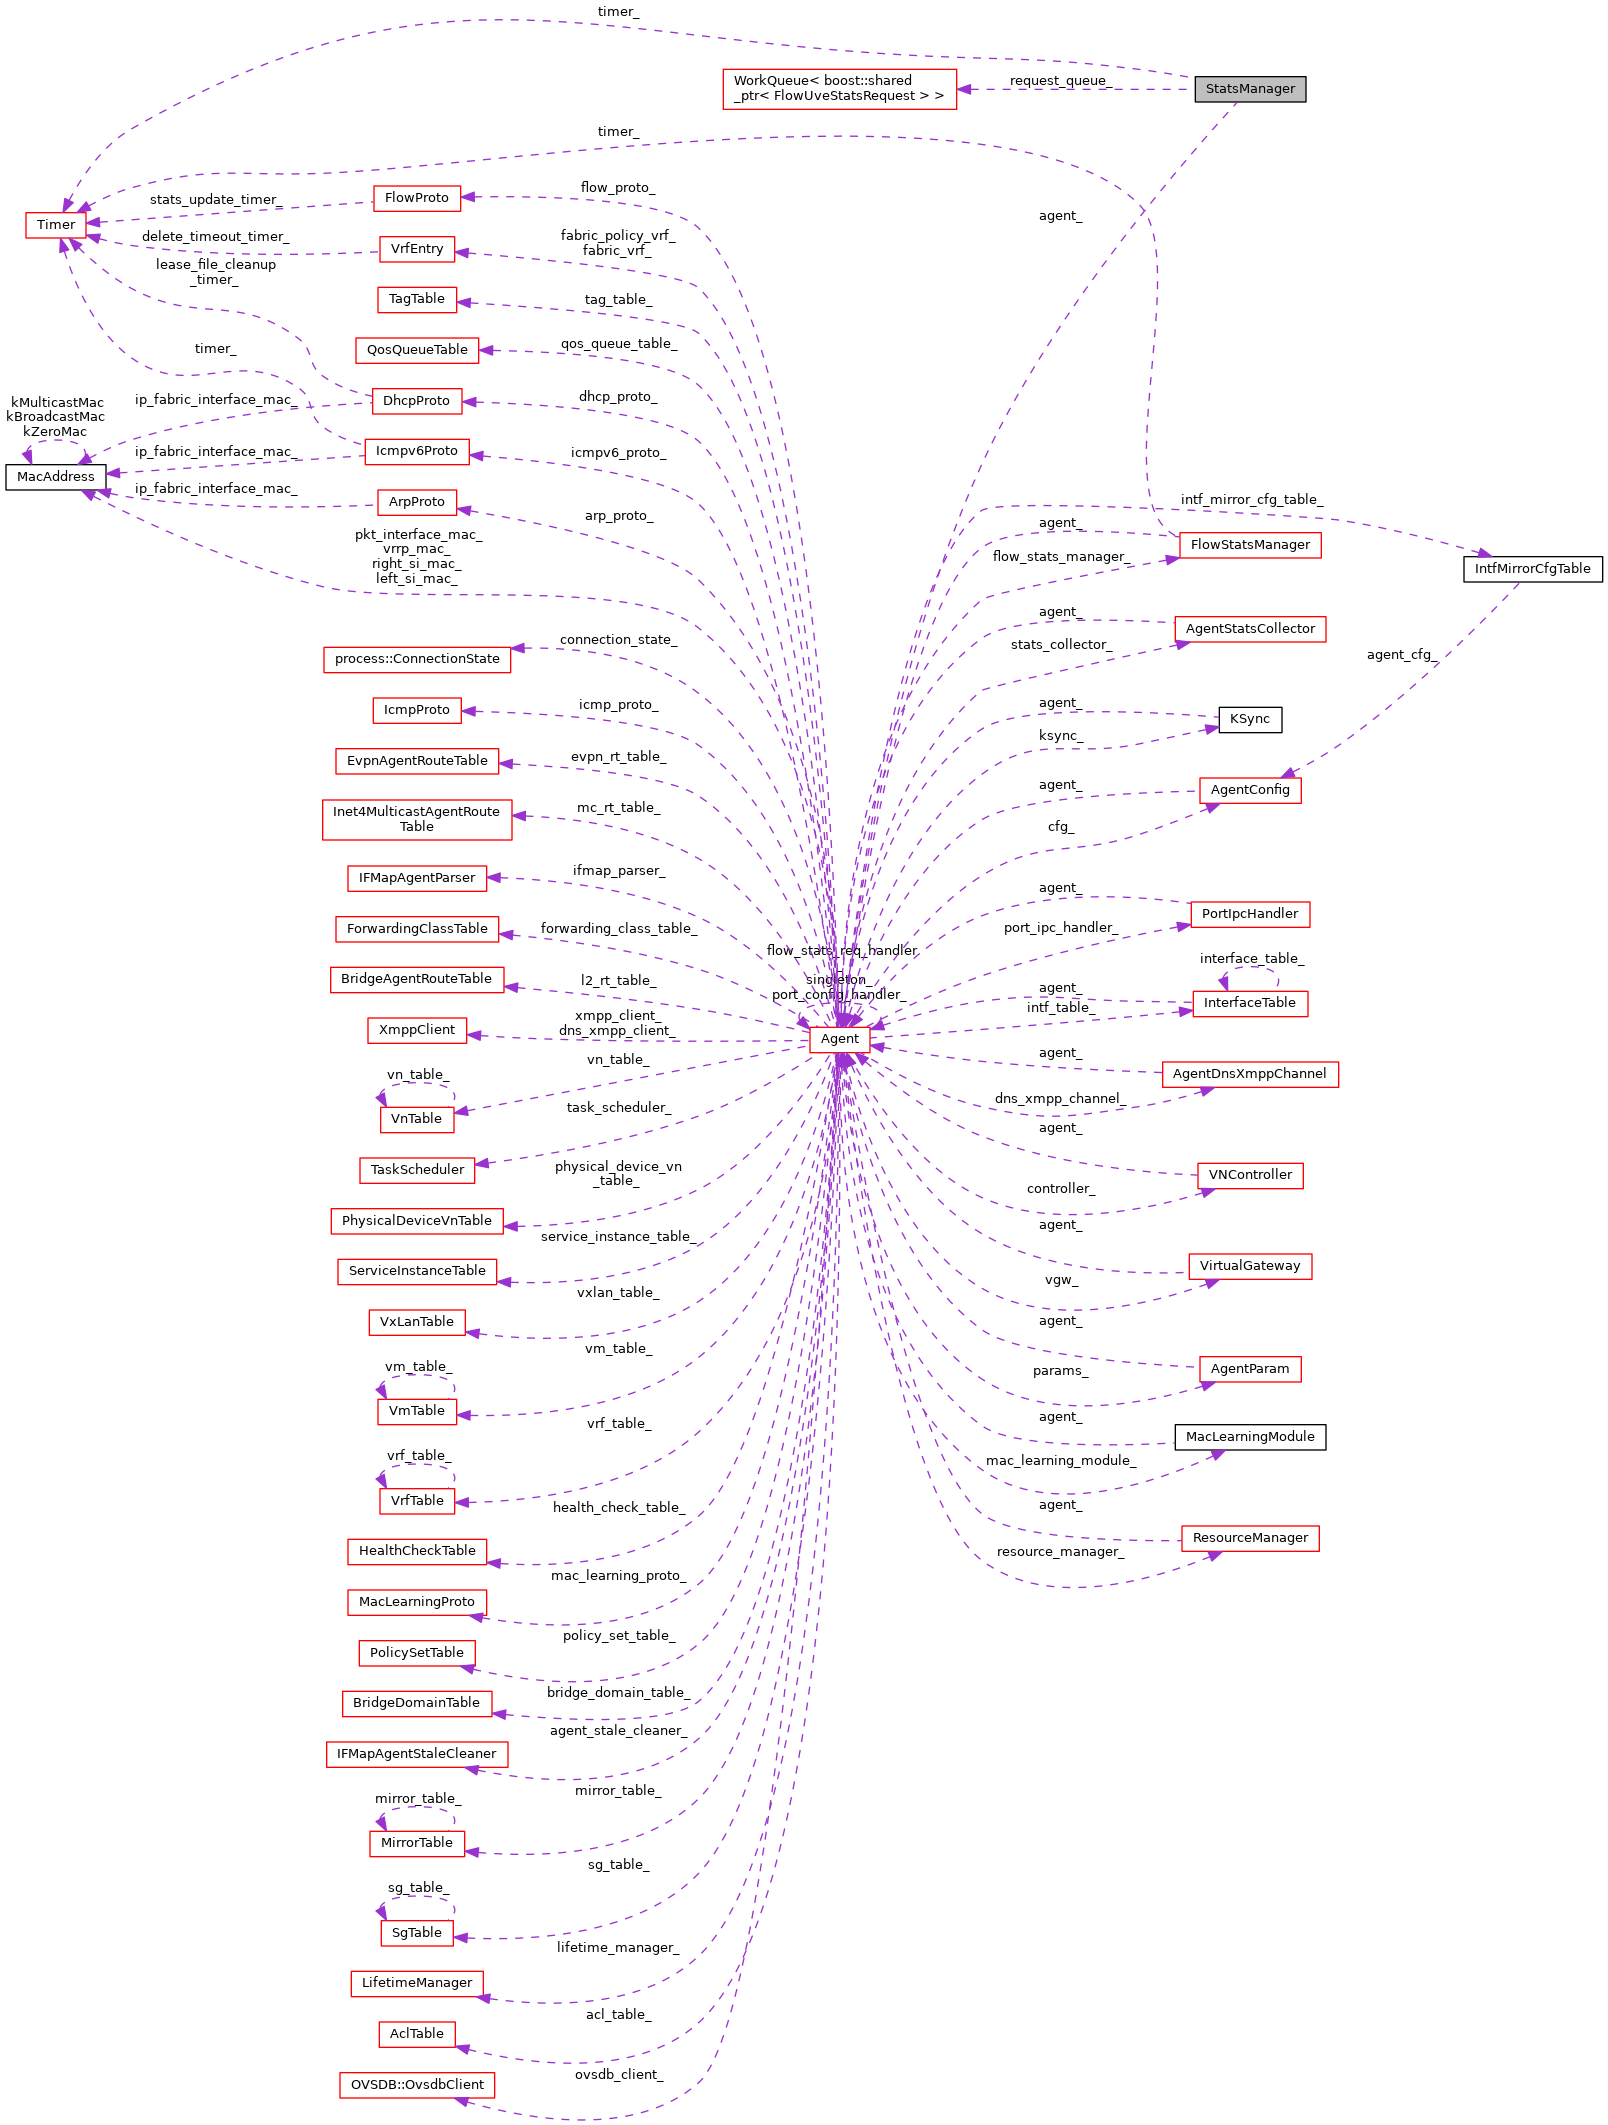 timer_
WorkQueue< boost::shared
_ptr< FlowUveStatsRequest > >
request_queue_
StatsManager
timer_
FlowProto
flow_proto_
stats_update_timer_
agent_
Timer
delete_timeout_timer_
VrfEntry
fabric_policy_vrf_
fabric_vrf_
lease_file_cleanup
_timer_
TagTable
tag_table_
timer_
QosQueueTable
qos_queue_table_
kMulticastMac
kBroadcastMac
kZeroMac
ip_fabric_interface_mac_
DhcpProto
dhcp_proto_
MacAddress
ip_fabric_interface_mac_
Icmpv6Proto
icmpv6_proto_
ip_fabric_interface_mac_
ArpProto
arp_proto_
intf_mirror_cfg_table_
pkt_interface_mac_
vrrp_mac_
right_si_mac_
left_si_mac_
agent_
flow_stats_manager_
FlowStatsManager
IntfMirrorCfgTable
process::ConnectionState
connection_state_
agent_
stats_collector_
AgentStatsCollector
agent_cfg_
IcmpProto
icmp_proto_
agent_
ksync_
KSync
EvpnAgentRouteTable
evpn_rt_table_
agent_
cfg_
AgentConfig
Inet4MulticastAgentRoute
Table
mc_rt_table_
IFMapAgentParser
ifmap_parser_
agent_
port_ipc_handler_
PortIpcHandler
ForwardingClassTable
forwarding_class_table_
flow_stats_req_handler
_
singleton_
port_config_handler_
BridgeAgentRouteTable
l2_rt_table_
interface_table_
agent_
intf_table_
InterfaceTable
XmppClient
xmpp_client_
dns_xmpp_client_
Agent
agent_
AgentDnsXmppChannel
vn_table_
vn_table_
VnTable
dns_xmpp_channel_
agent_
task_scheduler_
TaskScheduler
VNController
controller_
physical_device_vn
_table_
PhysicalDeviceVnTable
agent_
service_instance_table_
ServiceInstanceTable
VirtualGateway
vgw_
vxlan_table_
VxLanTable
agent_
vm_table_
vm_table_
VmTable
AgentParam
params_
vrf_table_
vrf_table_
VrfTable
agent_
MacLearningModule
mac_learning_module_
health_check_table_
HealthCheckTable
agent_
ResourceManager
resource_manager_
mac_learning_proto_
MacLearningProto
policy_set_table_
PolicySetTable
bridge_domain_table_
BridgeDomainTable
agent_stale_cleaner_
IFMapAgentStaleCleaner
mirror_table_
mirror_table_
MirrorTable
sg_table_
sg_table_
SgTable
lifetime_manager_
LifetimeManager
acl_table_
AclTable
ovsdb_client_
OVSDB::OvsdbClient